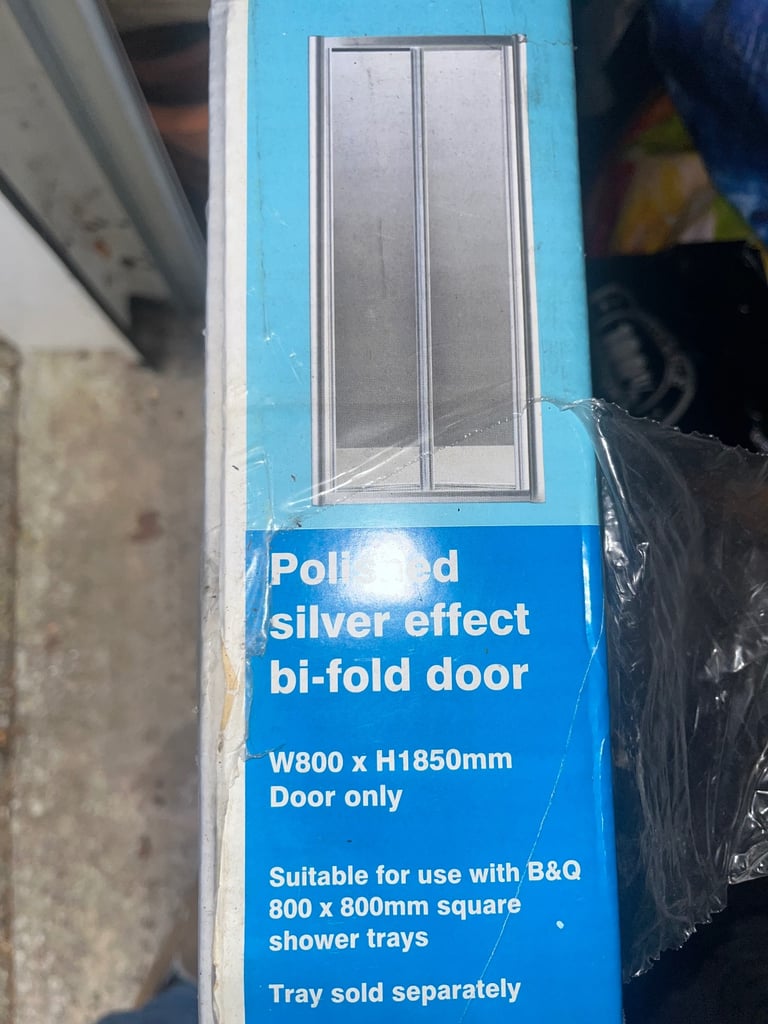 Polished
silver effect
bi-fold door
W800 x H1850mm
Door only
Suitable for use with B&Q
800 x 800mm square
shower trays
Tray sold separately